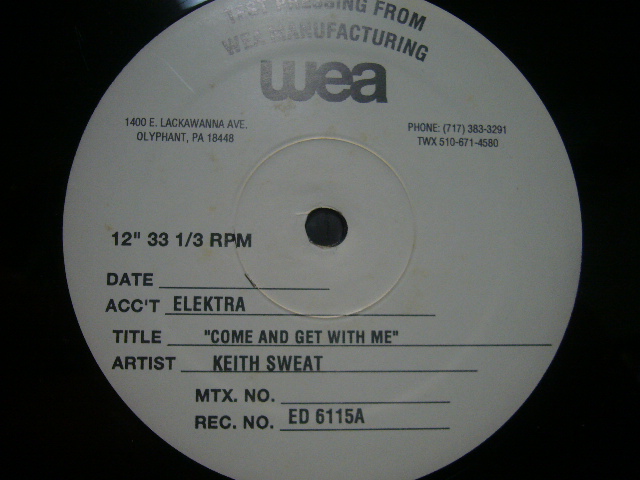 TEST PRESSING FROM
WEA MANUFACTURING
wea
1400 E. LACKAWANNA AVE.
OLYPHANT, PA 18448
PHONE: (717) 383-3291
TWX 510-671-4580
12" 33 1/3 RPM
DATE
ACC'T ELEKTRA
TITLE "COME AND GET WITH ME"
ARTIST KEITH SWEAT
MTX. NO.
REC. NO. ED 6115A